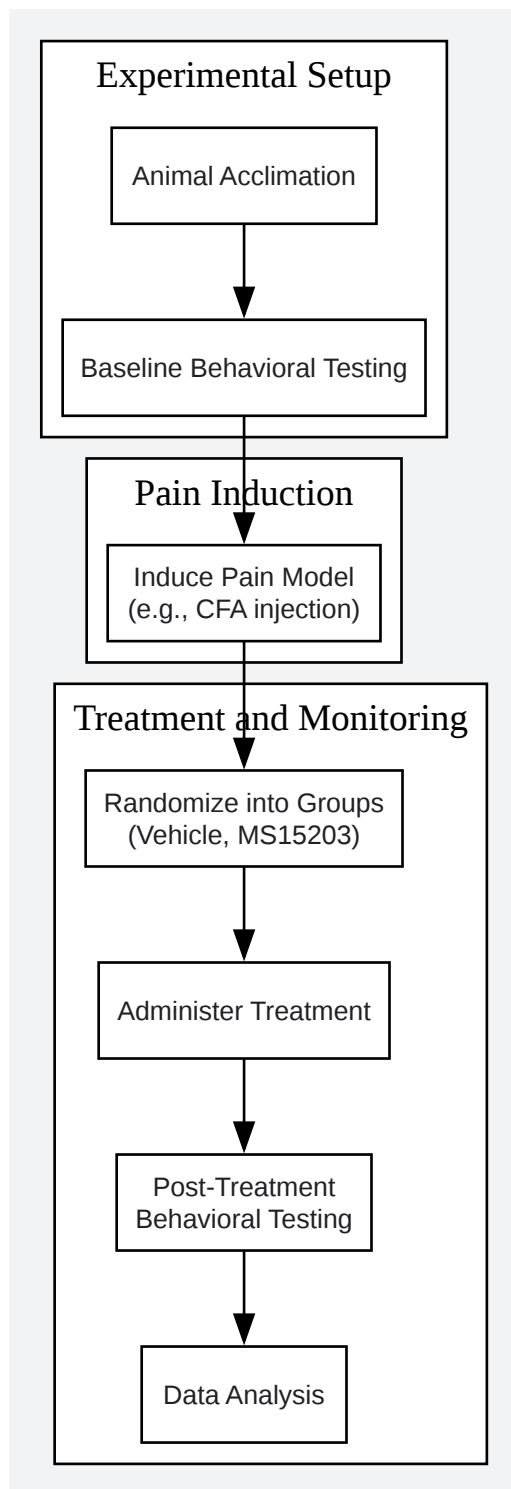 Experimental Setup
Animal Acclimation
Baseline Behavioral Testing
Pain Induction
Induce Pain Model
(e.g., CFA injection)
Treatment and Monitoring
Randomize into Groups
(Vehicle, MS15203)
Administer Treatment
Post-Treatment
Behavioral Testing
Data Analysis